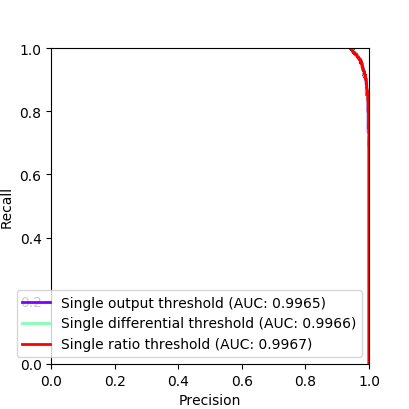 1.0
0.8
0.6
0.4
0.2
0.0
Recall
Single output threshold (AUC: 0.9965)
Single differential threshold (AUC: 0.9966)
Single ratio threshold (AUC: 0.9967)
0.0 0.2 0.4 0.6 0.8 1.0
Precision